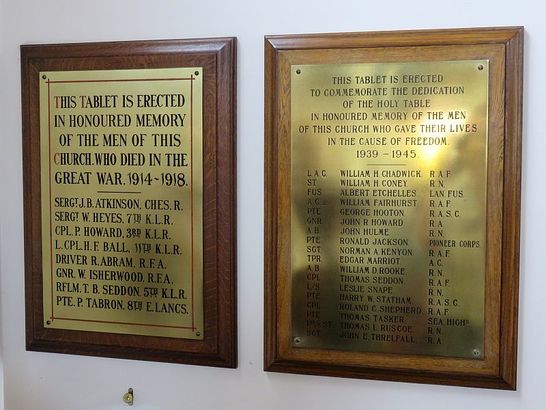 THIS TABLET IS ERECTED
IN HONOURED MEMORY
OF THE MEN OF THIS
CHURCH, WHO DIED IN THE
GREAT WAR, 1914~1918.
SERGT. J. B. ATKINSON, CHES. R.
SERGT. W. HEYES, 7TH K.L.R.
CPL. P. HOWARD, 3RD K.L.R.
L. CPL. H. F. BALL, 11TH K.L.R.
DRIVER R. ABRAM, R.F.A.
GNR. W. ISHERWOOD, R.F.A.
RFLM. T. B. SEDDON, 5TH K.L.R.
PTE. P. TABRON, 8TH E. LANCS.
THIS TABLET IS ERECTED
TO COMMEMORATE THE DEDICATION
OF THE HOLY TABLE
IN HONOURED MEMORY OF THE MEN
OF THIS CHURCH WHO GAVE THEIR LIVES
IN THE CAUSE OF FREEDOM.
1939-1945.
L.A.C. WILLIAM H CHADWICK R.A.F.
ST WILLIAM H CONEY R.N.
FUS ALBERT ETCHELLES LAN FUS.
WILLIAM FAIRHURST R.A.F.
PTE GEORGE HOOTON R.A.S.C.
GNR JOHN R HOWARD R.A.
A.B. JOHN HULME R.N.
PTE RONALD JACKSON PIONEER CORPS
SGT NORMAN A KENYON R.A.F.
TPR EDGAR MARRIOT A.C.
A.B WILLIAM D ROOKE R.N.
CPL THOMAS SEDDON R.A.F.
L/S LESLIE SNAPE R.N.
PTE HARRY W STATHAM R.A.S.C.
CPL ROLAND C SHEPHERD R.A.F.
PTE THOMAS TASKER SEA HIGHS
THOMAS L RUSCOE R.N.
SGT JOHN E THRELFALL R.A.